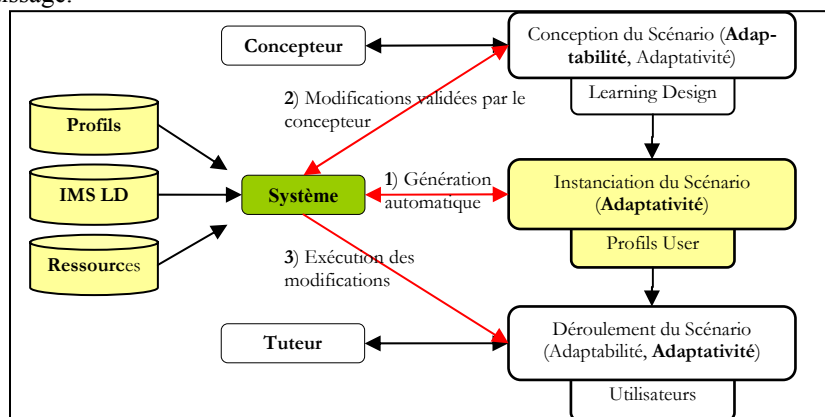 issage.
Concepteur
Conception du Scénario (Adap-
tabilité, Adaptativité)
Learning Design
2) Modifications validées par le
concepteur
Profils
IMS LD
Ressources
Système
1) Génération
automatique
Instanciation du Scénario
(Adaptativité)
Profils User
3) Exécution des
modifications
Tuteur
Déroulement du Scénario
(Adaptabilité, Adaptativité)
Utilisateurs